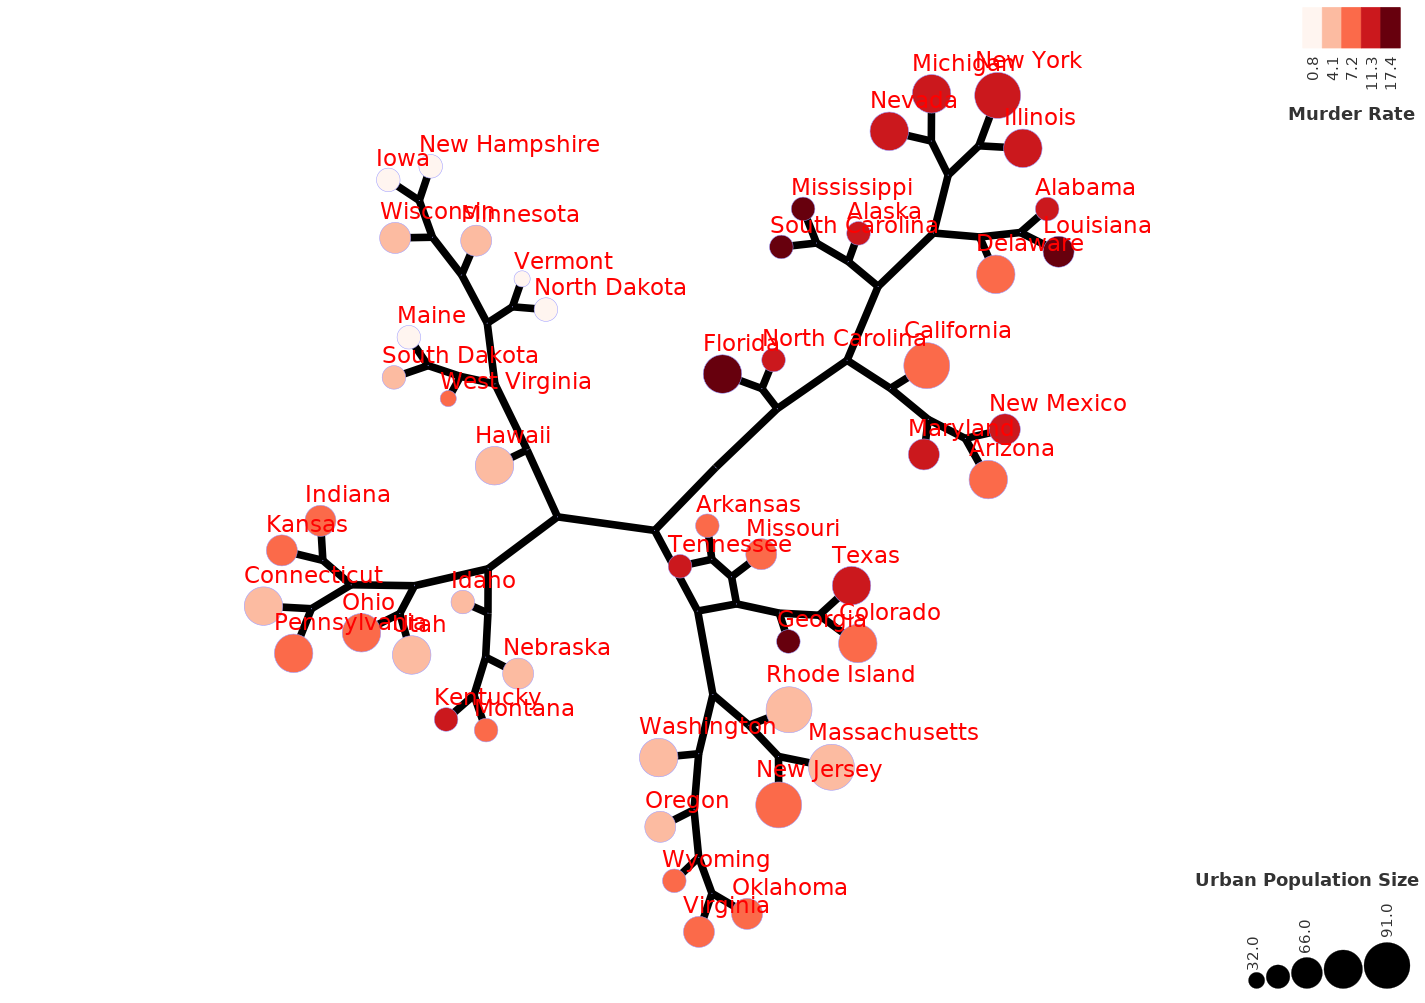 Michigan
New York
Nevada
Illinois
0.8
4.1
7.2
11.3
17.4
Murder Rate
New Hampshire
Iowa
Wisconsin
Minnesota
Mississippi
Alaska
South Carolina
Alabama
Louisiana
Delaware
Vermont
North Dakota
Maine
South Dakota
West Virginia
Florida
North Carolina
California
New Mexico
Maryland
Arizona
Hawaii
Indiana
Kansas
Connecticut
Ohio
Pennsylvania
Utah
Idaho
Nebraska
Kentucky
Montana
Arkansas
Missouri
Tennessee
Texas
Georgia
Colorado
Rhode Island
Washington
Massachusetts
New Jersey
Oregon
Wyoming
Oklahoma
Virginia
Urban Population Size
32.0
66.0
91.0